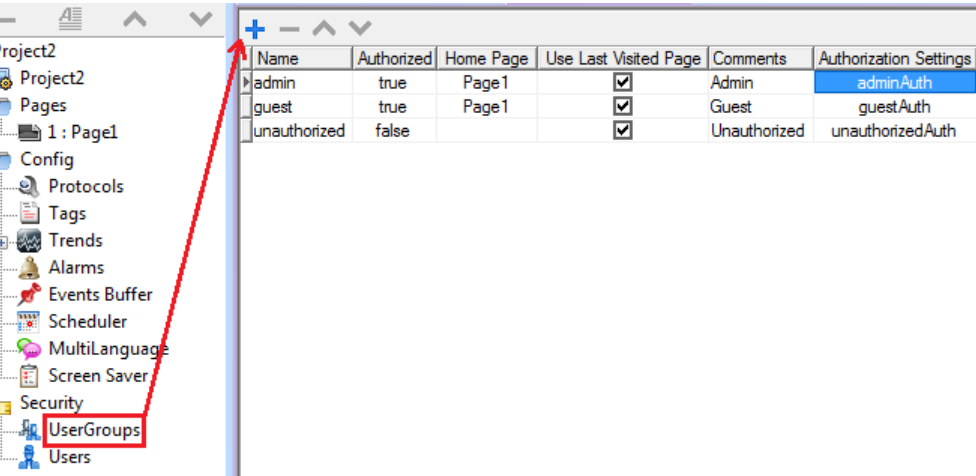 Project2
Project2
Pages
1 : Page1
Config
Protocols
Tags
Trends
Alarms
Events Buffer
Scheduler
MultiLanguage
Screen Saver
Security
UserGroups
Users
Name Authorized Home Page Use Last Visited Page Comments Authorization Settings
admin true Page1 Admin adminAuth
guest true Page1 Guest guestAuth
unauthorized false Unauthorized unauthorizedAuth